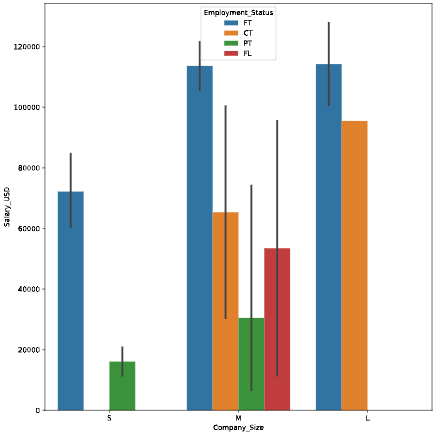 Employment_Status
FT
CT
PT
FL
120000
100000
80000
60000
40000
20000
0
Salary_USD
S M L
Company_Size